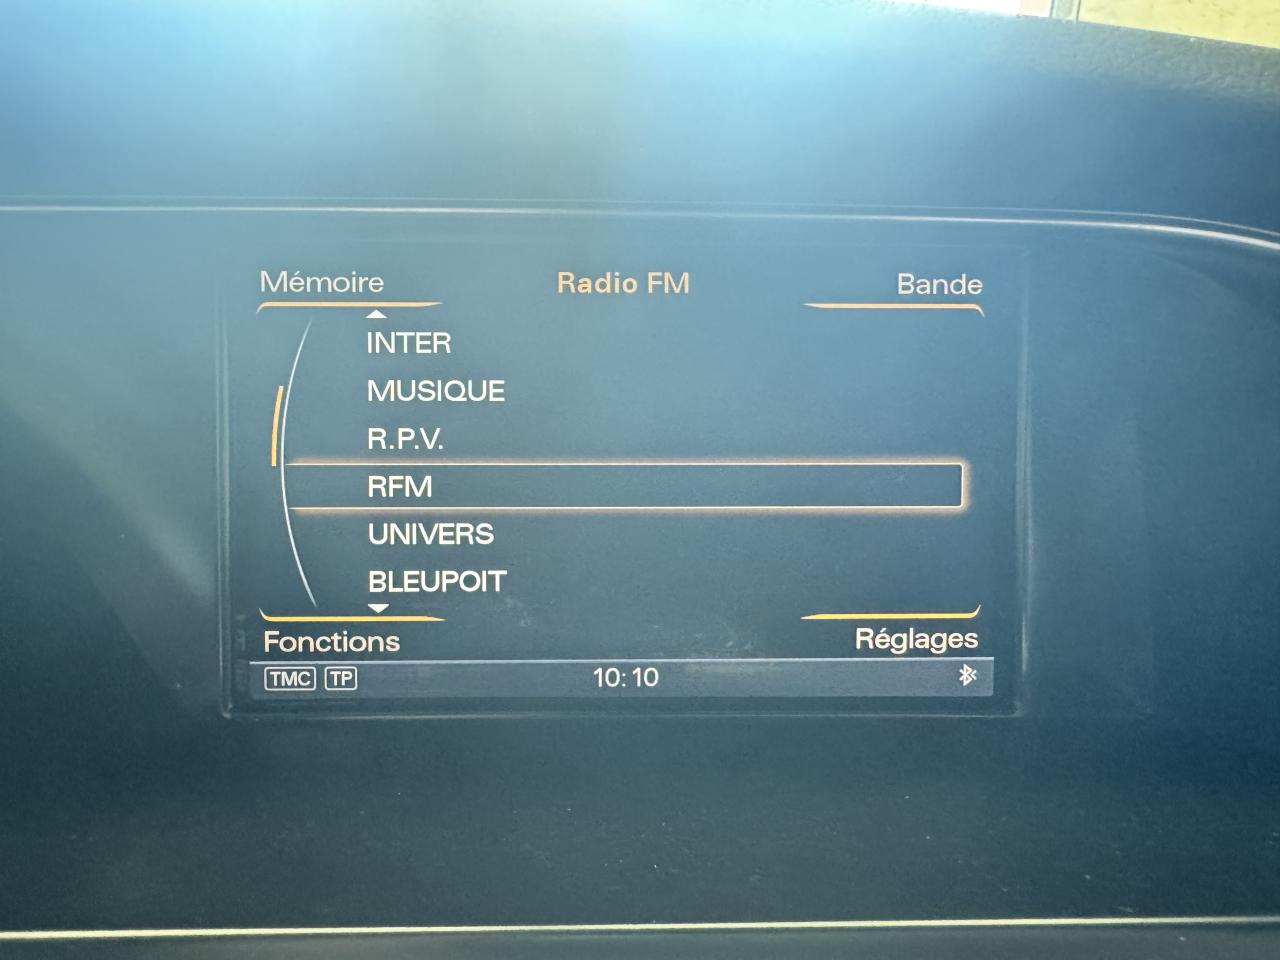 Mémoire Radio FM Bande
INTER
MUSIQUE
R.P.V.
RFM
UNIVERS
BLEUPOIT
Fonctions Réglages
TMC TP 10:10